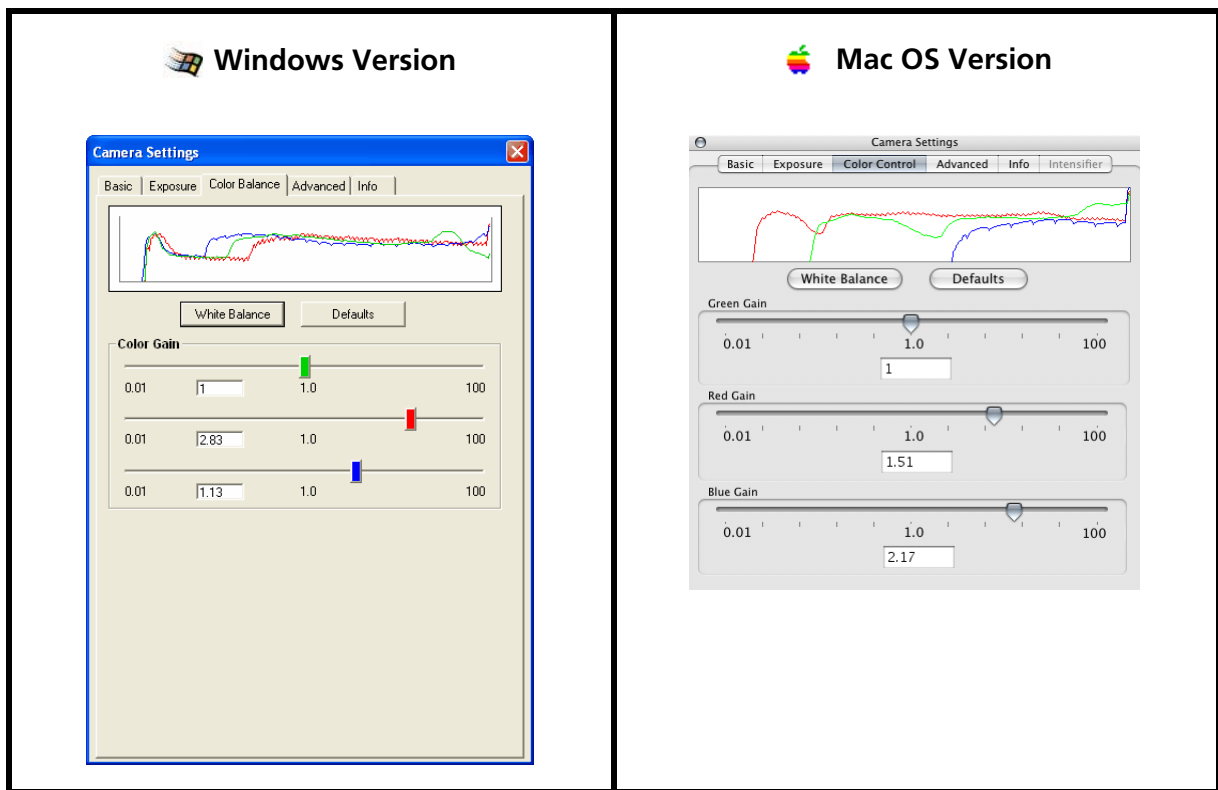 Windows Version
Camera Settings
Basic Exposure Color Balance Advanced Info
White Balance Defaults
Color Gain
0.01 1 1.0 100
0.01 2.83 1.0 100
0.01 1.13 1.0 100
Mac OS Version
Camera Settings
Basic Exposure Color Control Advanced Info Intensifier
White Balance Defaults
Green Gain
0.01 1.0 100
1
Red Gain
0.01 1.0 100
1.51
Blue Gain
0.01 1.0 100
2.17